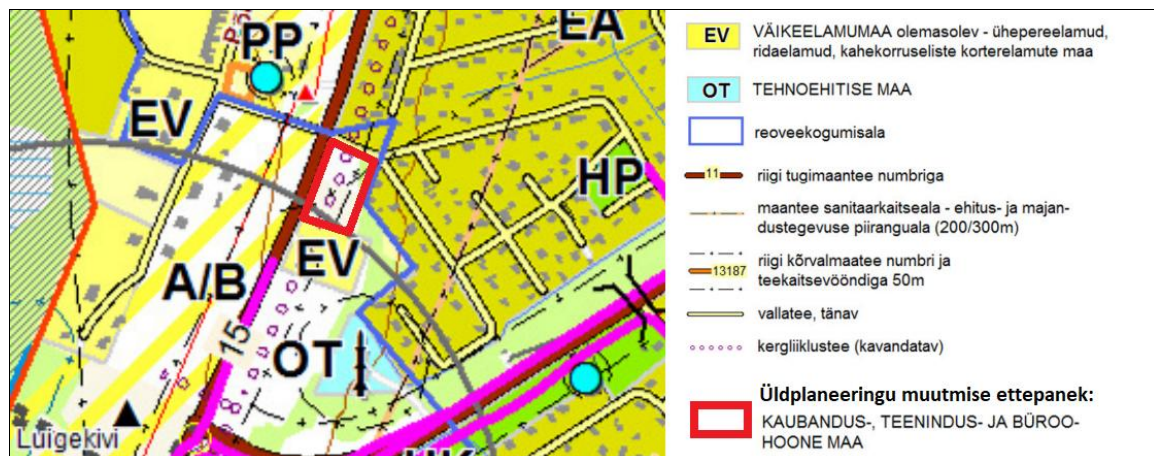 PP
EA
EV
HP
EV
A/B
15
OT
Luigekivi
EV
VÄIKEELAMUMAA olemasolev - ühepereelamud,
ridaelamud, kahekorruseliste korterelamute maa
OT
TEHNOEHITISE MAA
reoveekogumisala
11
riigi tugimaantee numbriga
maantee sanitaarkaitseala - ehitus- ja majan-
dustegevuse piiranguala (200/300m)
13187
riigi kõrvalmaatee numbri ja
teekaitsevööndiga 50m
vallatee, tänav
kergliiklustee (kavandatav)
Üldplaneeringu muutmise ettepanek:
KAUBANDUS-, TEENINDUS- JA BÜROO-
HOONE MAA